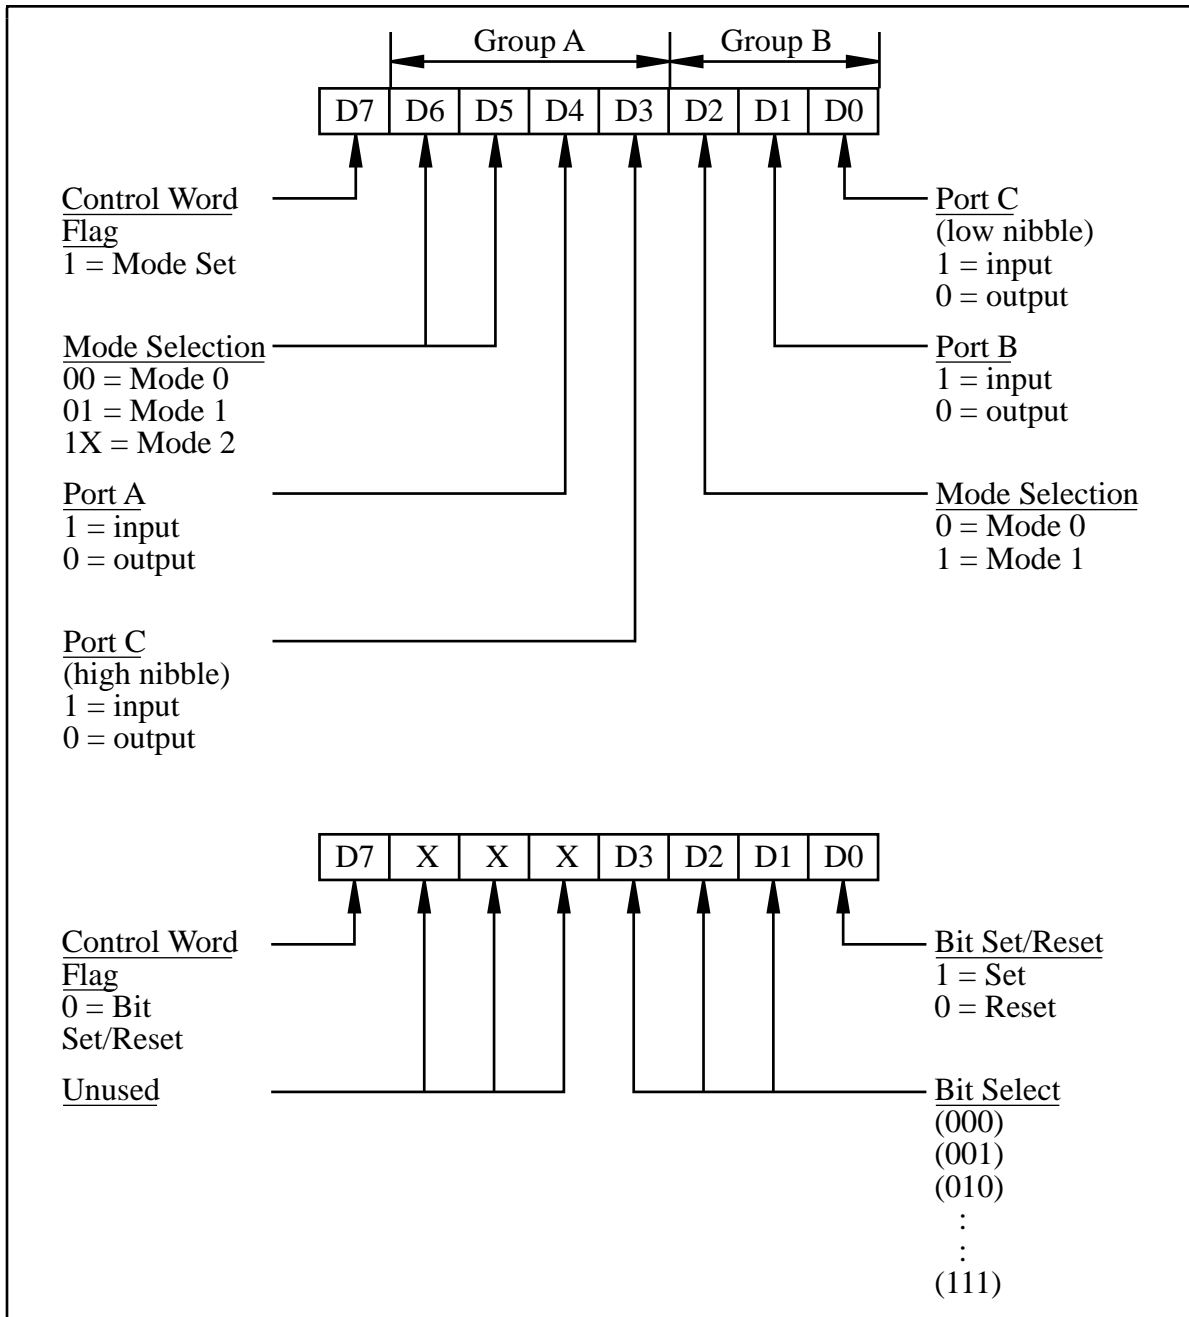 Group A Group B
D7 D6 D5 D4 D3 D2 D1 D0
Control Word
Flag
1 = Mode Set
Port C
(low nibble)
1 = input
0 = output
Mode Selection
00 = Mode 0
01 = Mode 1
1X = Mode 2
Port B
1 = input
0 = output
Port A
1 = input
0 = output
Mode Selection
0 = Mode 0
1 = Mode 1
Port C
(high nibble)
1 = input
0 = output
D7 X X X D3 D2 D1 D0
Control Word
Flag
0 = Bit
Set/Reset
Bit Set/Reset
1 = Set
0 = Reset
Unused
Bit Select
(000)
(001)
(010)
:
:
(111)